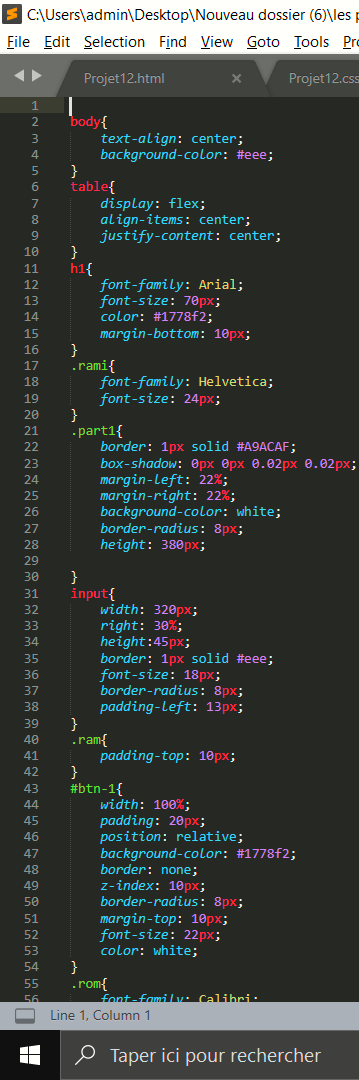 C:\Users\admin\Desktop\Nouveau dossier (6)\les p
File Edit Selection Find View Goto Tools Pr
Projet12.html × Projet12.css
1
2 body{
3 text-align: center;
4 background-color: #eee;
5 }
6 table{
7 display: flex;
8 align-items: center;
9 justify-content: center;
10 }
11 h1{
12 font-family: Arial;
13 font-size: 70px;
14 color: #1778f2;
15 margin-bottom: 10px;
16 }
17 .rami{
18 font-family: Helvetica;
19 font-size: 24px;
20 }
21 .part1{
22 border: 1px solid #A9ACAF;
23 box-shadow: 0px 0px 0.02px 0.02px;
24 margin-left: 22%;
25 margin-right: 22%;
26 background-color: white;
27 border-radius: 8px;
28 height: 380px;
29
30 }
31 input{
32 width: 320px;
33 right: 30%;
34 height:45px;
35 border: 1px solid #eee;
36 font-size: 18px;
37 border-radius: 8px;
38 padding-left: 13px;
39 }
40 .ram{
41 padding-top: 10px;
42 }
43 #btn-1{
44 width: 100%;
45 padding: 20px;
46 position: relative;
47 background-color: #1778f2;
48 border: none;
49 z-index: 10px;
50 border-radius: 8px;
51 margin-top: 10px;
52 font-size: 22px;
53 color: white;
54 }
55 .rom{
56 font-family: Calibri;
Line 1, Column 1
Taper ici pour rechercher